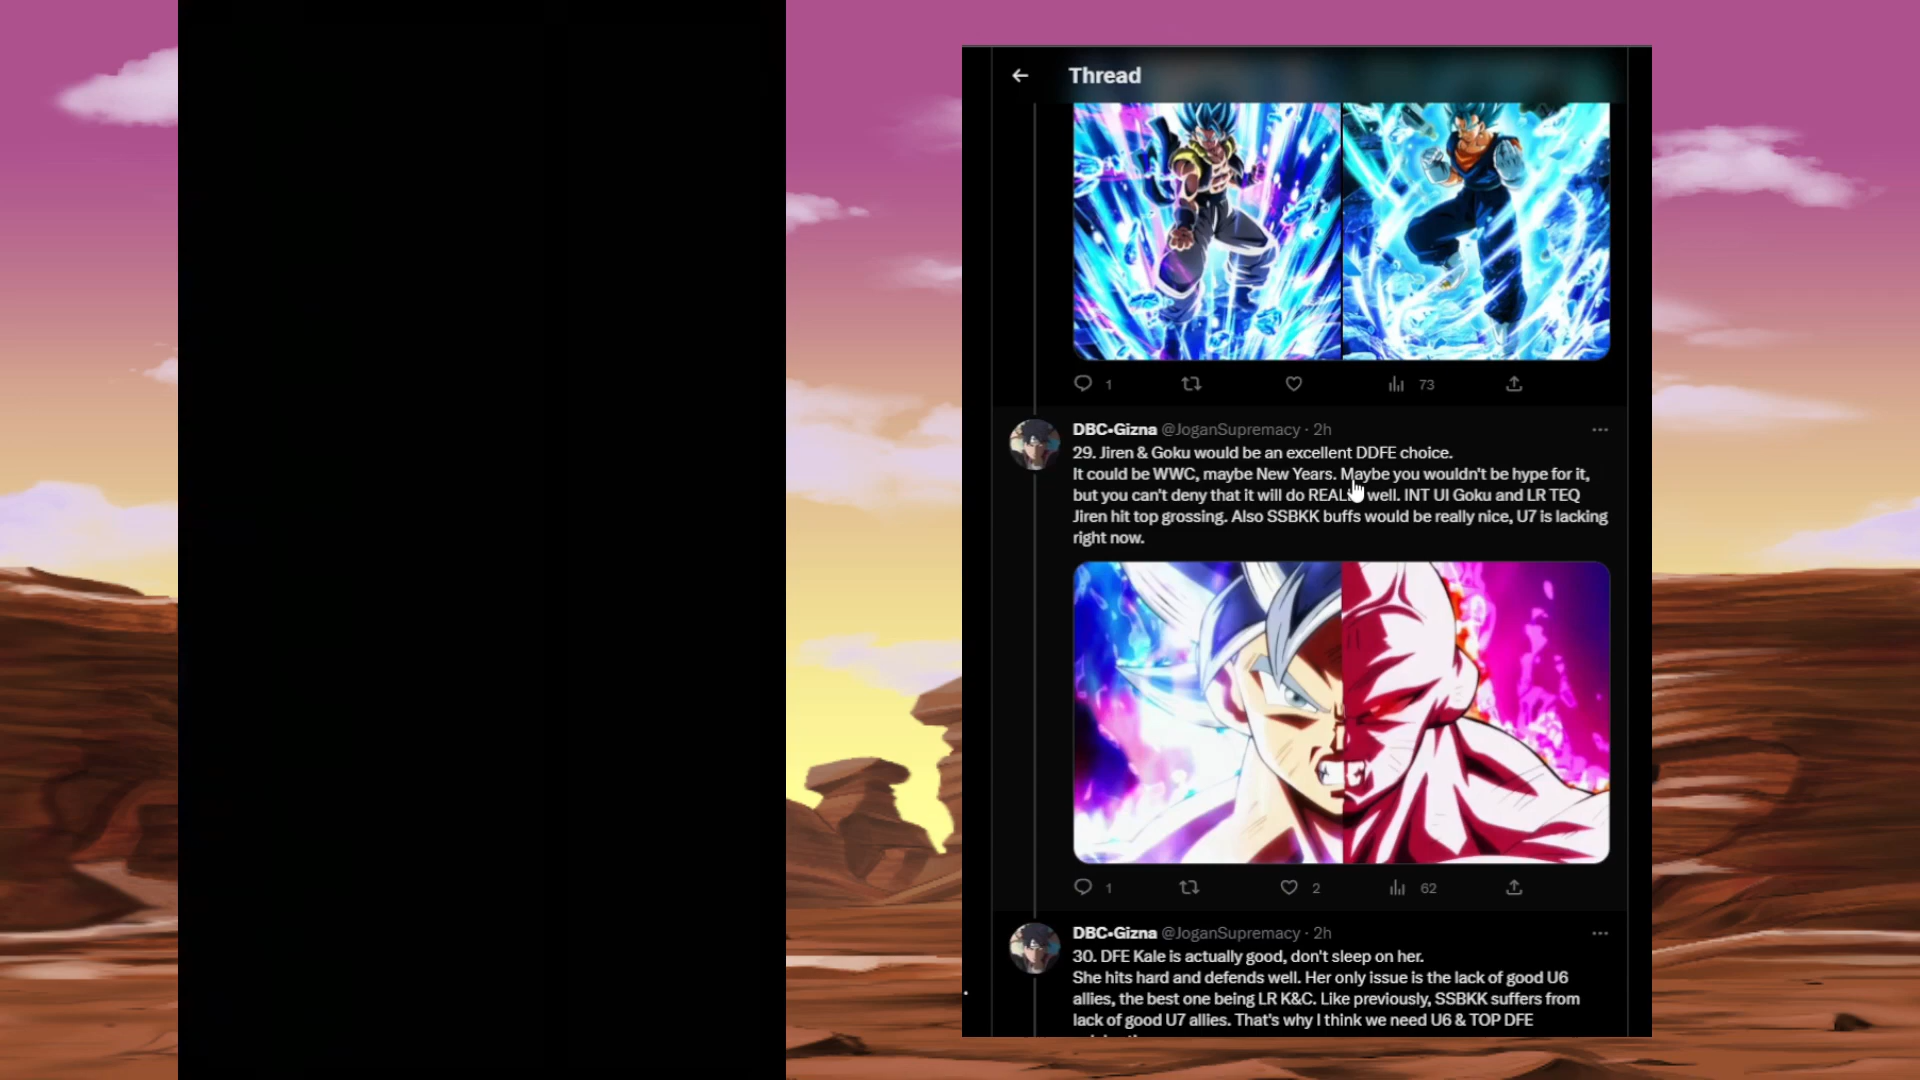 Thread
1 73
DBC•Gizna @JoganSupremacy · 2h
29. Jiren & Goku would be an excellent DDFE choice.
It could be WWC, maybe New Years. Maybe you wouldn't be hype for it,
but you can't deny that it will do well. INT UI Goku and LR TEQ
Jiren hit top grossing. Also SSBKK buffs would be really nice, U7 is lacking
right now.
1 2 62
DBC•Gizna @JoganSupremacy · 2h
30. DFE Kale is actually good, don't sleep on her.
She hits hard and defends well. Her only issue is the lack of good U6
allies, the best one being LR K&C. Like previously, SSBKK suffers from
lack of good U7 allies. That's why I think we need U6 & TOP DFE